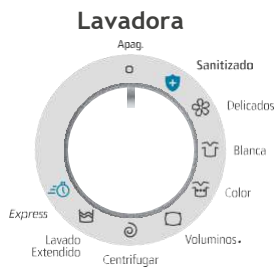 Lavadora
Apag.
Sanitizado
Delicados
Blanca
Color
Voluminos.
Centrifugar
Lavado
Extendido
Express